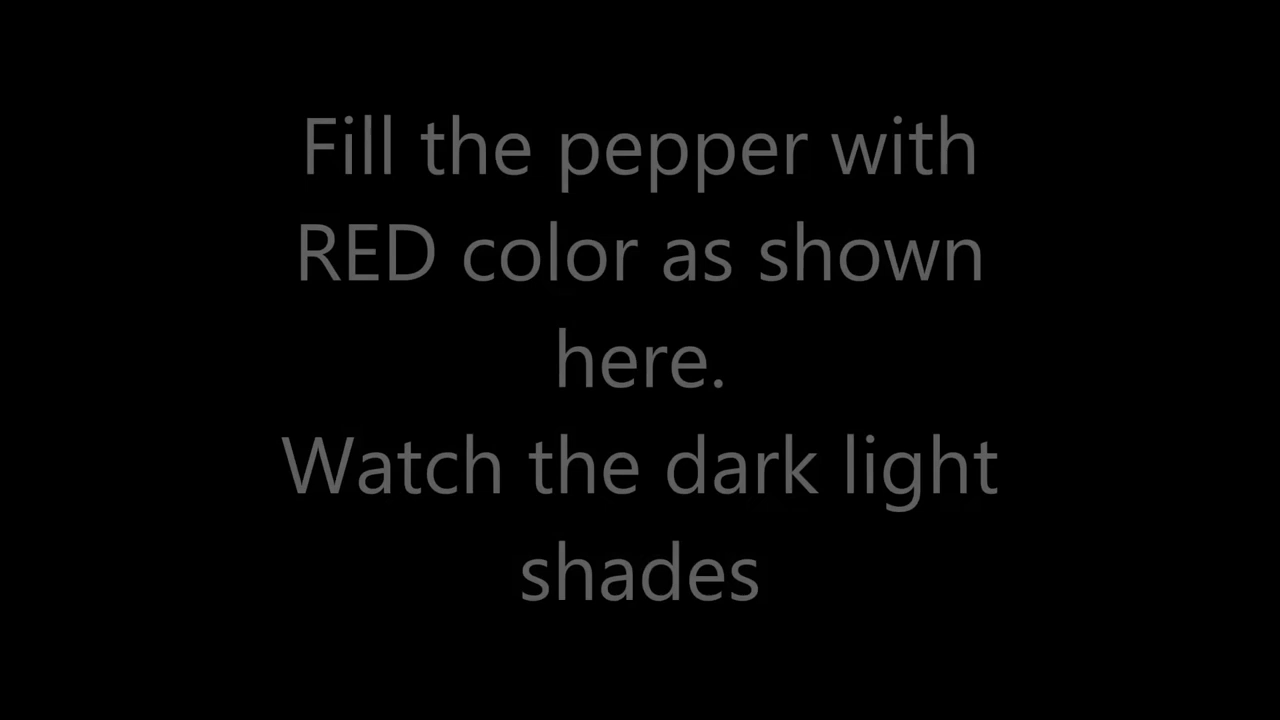 Fill the pepper with
RED color as shown
here.
Watch the dark light
shades